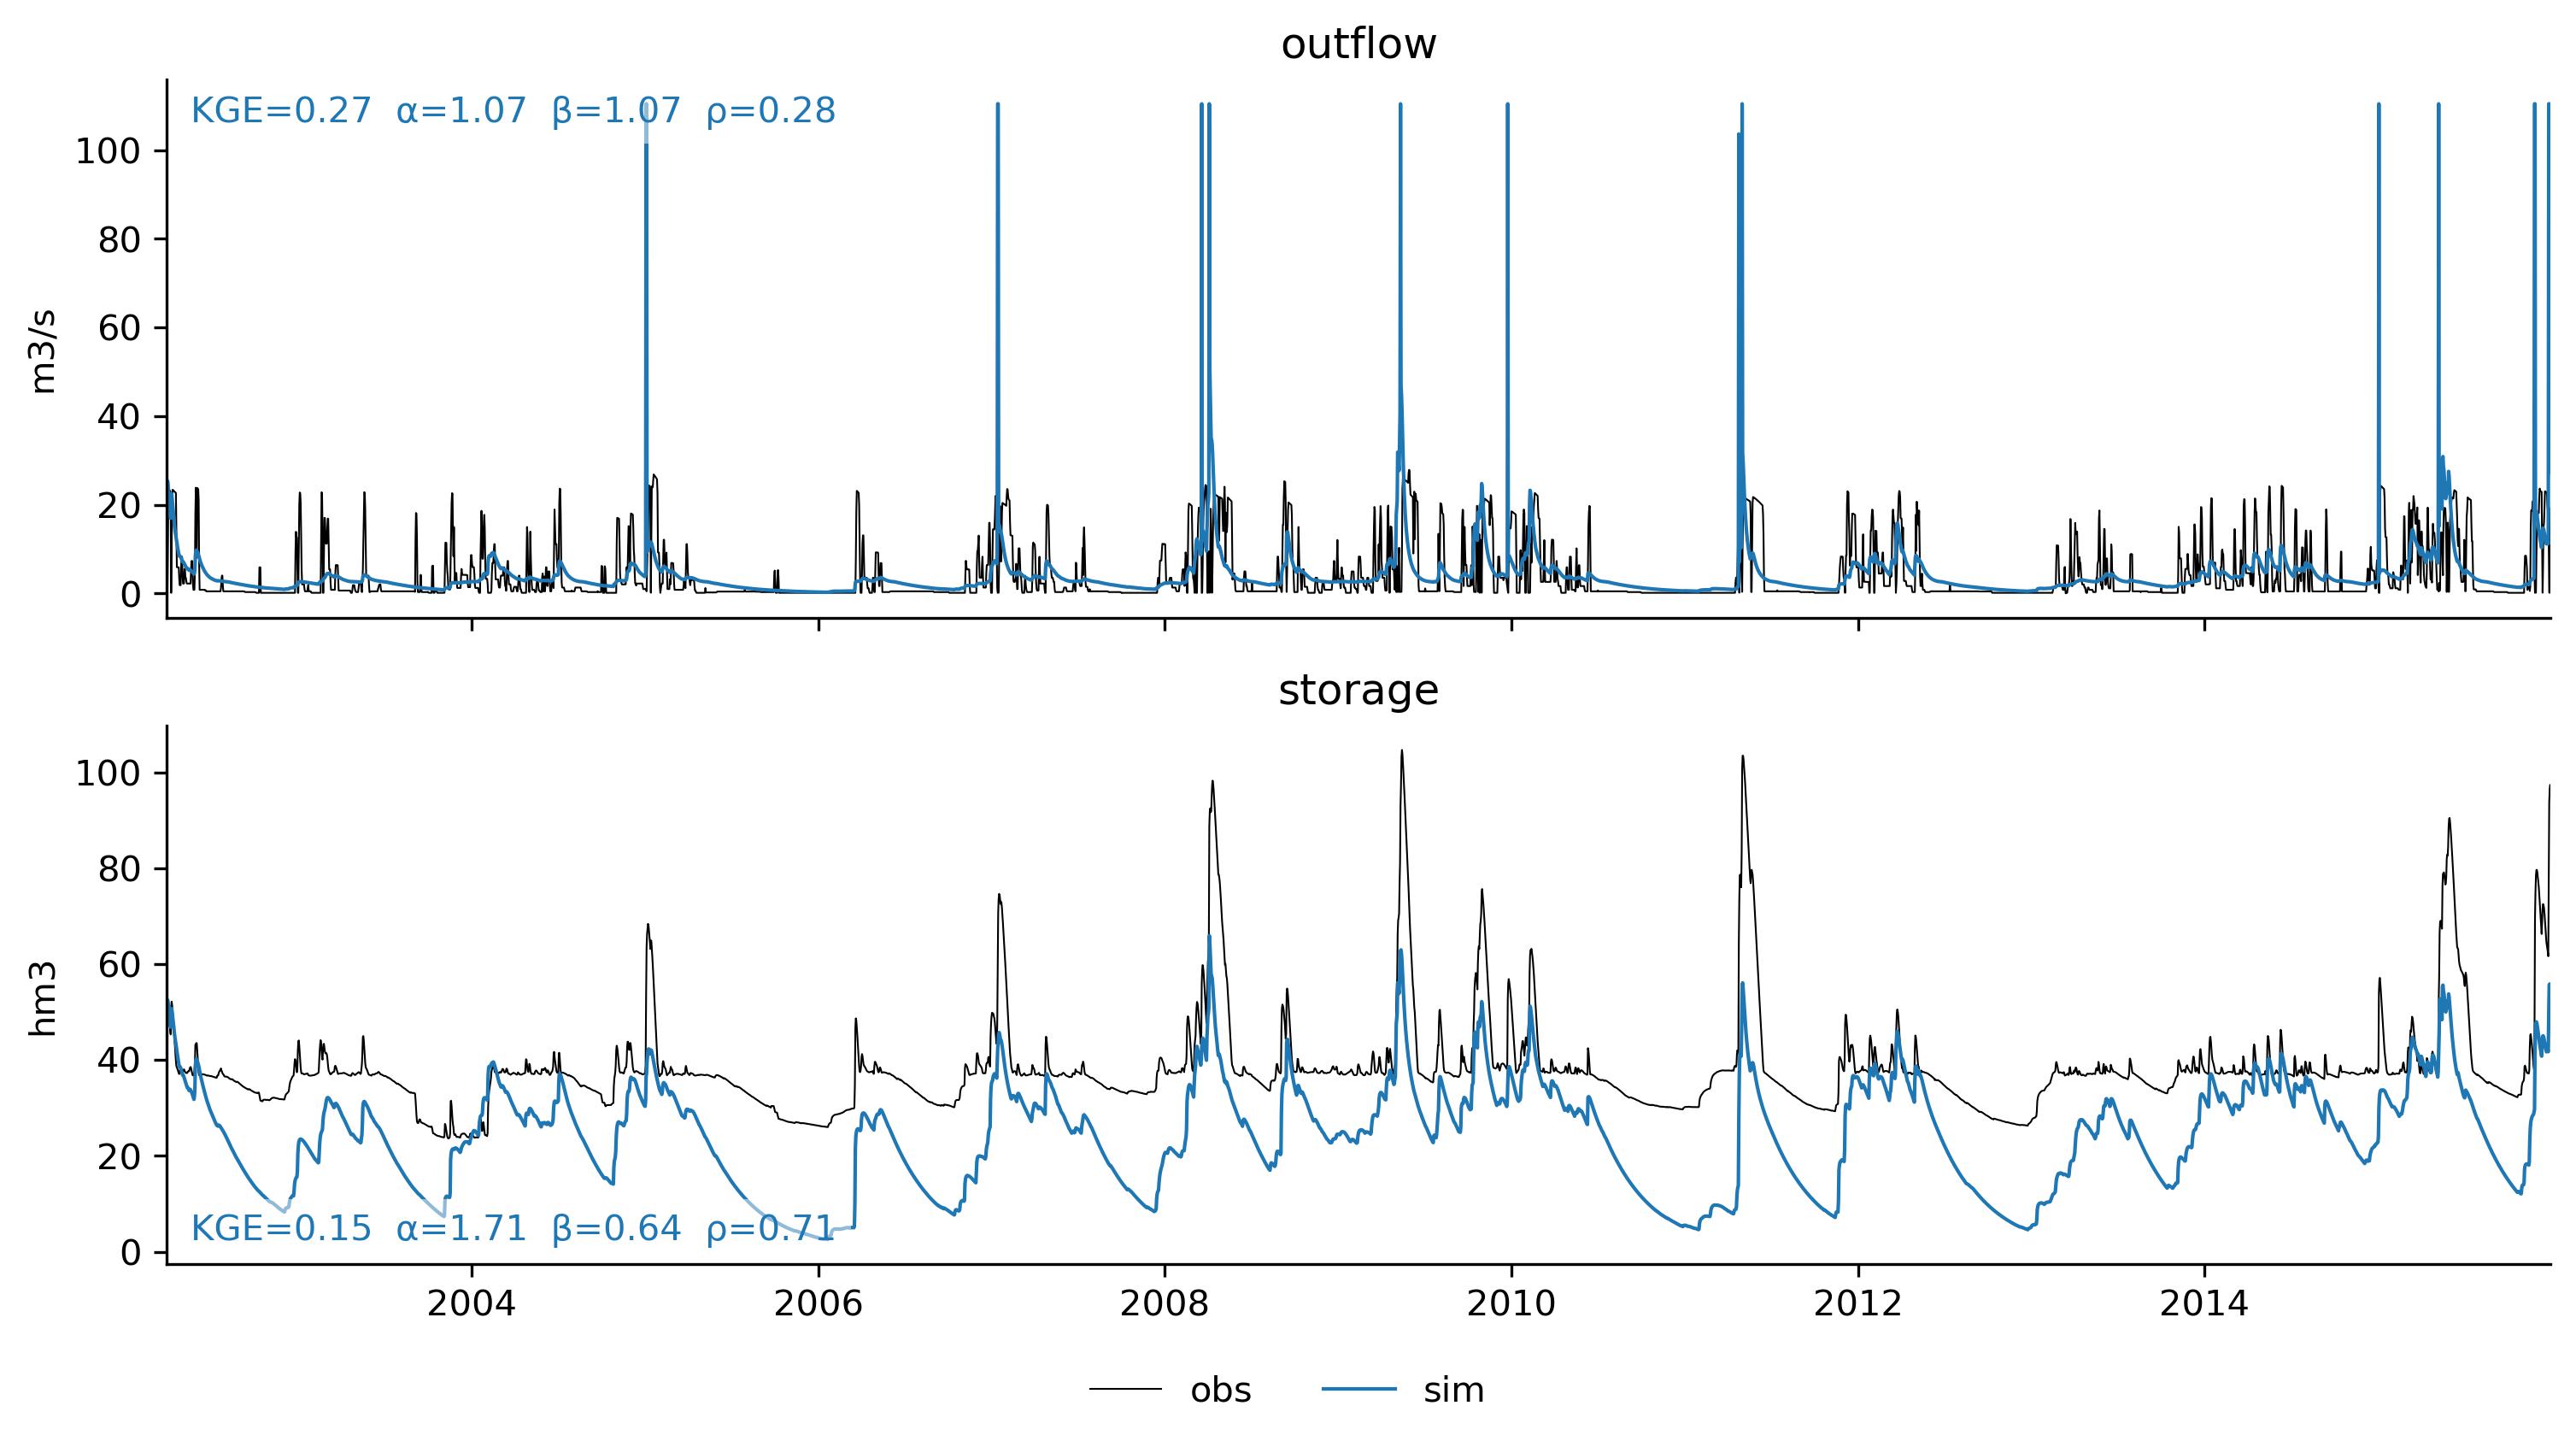 outflow
KGE=0.27 α=1.07 β=1.07 ρ=0.28
100
80
60
40
20
0
m3/s
storage
100
80
60
40
20
0
hm3
KGE=0.15 α=1.71 β=0.64 ρ=0.71
2004 2006 2008 2010 2012 2014
obs sim